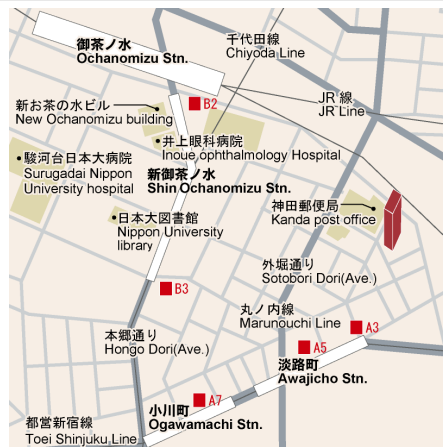 御茶ノ水
Ochanomizu Stn.
千代田線
Chiyoda Line
JR 線
JR Line
B2
新お茶の水ビル
New Ochanomizu building
井上眼科病院
Inoue ophthalmology Hospital
駿河台日本大病院
Surugadai Nippon
University hospital
新御茶ノ水
Shin Ochanomizu Stn.
神田郵便局
Kanda post office
日本大図書館
Nippon University
library
外堀通り
Sotobori Dori(Ave.)
B3
丸ノ内線
Marunouchi Line
A3
本郷通り
Hongo Dori(Ave.)
A5
淡路町
Awajicho Stn.
A7
小川町
Ogawamachi Stn.
都営新宿線
Toei Shinjuku Line